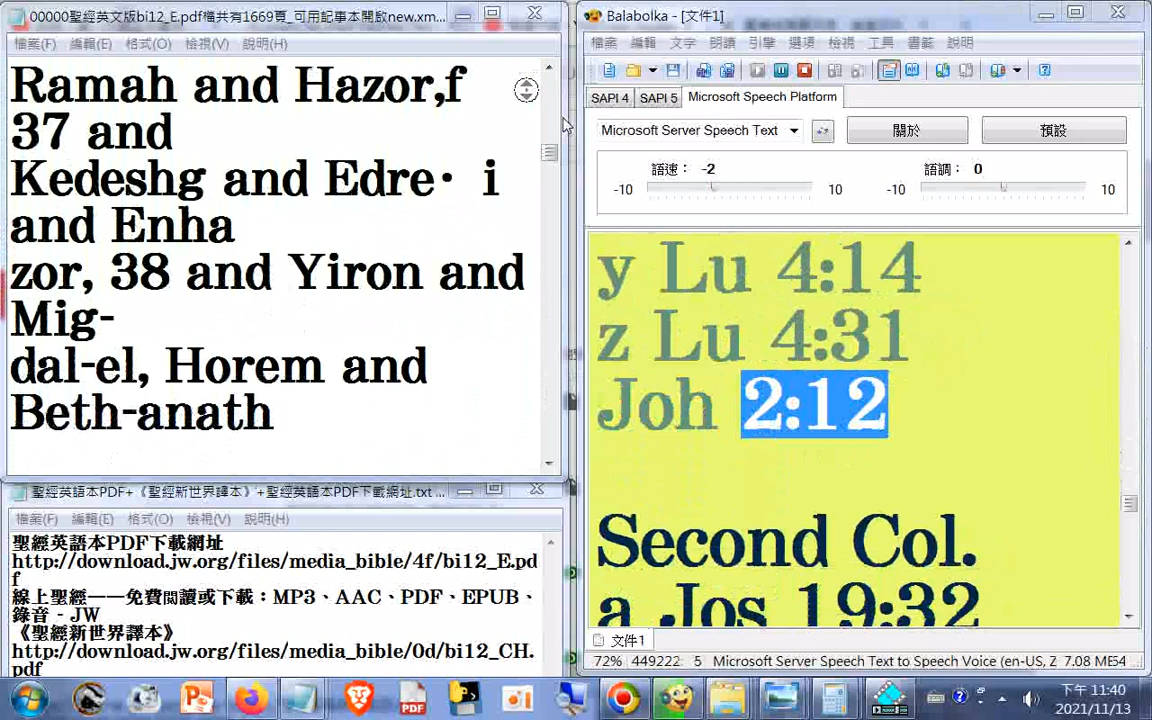 00000聖經英文版bi12_E.pdf檔共有1669頁_可用記事本開啟new.xm...
檔案(F) 編輯(E) 格式(O) 檢視(V) 說明(H)
Ramah and Hazor,f
37 and
Kedeshg and Edre· i
and Enha
zor, 38 and Yiron and
Mig-
dal-el, Horem and
Beth-anath
聖經英語本PDF+《聖經新世界譯本》+聖經英語本PDF下載網址.txt ...
檔案(F) 編輯(E) 格式(O) 檢視(V) 說明(H)
聖經英語本PDF下載網址
http://download.jw.org/files/media_bible/4f/bi12_E.pd
f
線上聖經——免費閱讀或下載：MP3、AAC、PDF、EPUB、
錄音 - JW
《聖經新世界譯本》
http://download.jw.org/files/media_bible/0d/bi12_CH.
pdf
Balabolka - [文件1]
檔案 編輯 文字 朗讀 引擎 選項 檢視 工具 書籤 說明
SAPI 4 SAPI 5 Microsoft Speech Platform
Microsoft Server Speech Text 關於 預設
語速： -2 語調： 0
-10 10 -10 10
y Lu 4:14
z Lu 4:31
Joh 2:12
Second Col.
a Jos 19:32
文件1
72% 449222 5 Microsoft Server Speech Text to Speech Voice (en-US, Z 7.08 ME54
PDF
下午 11:40
2021/11/13